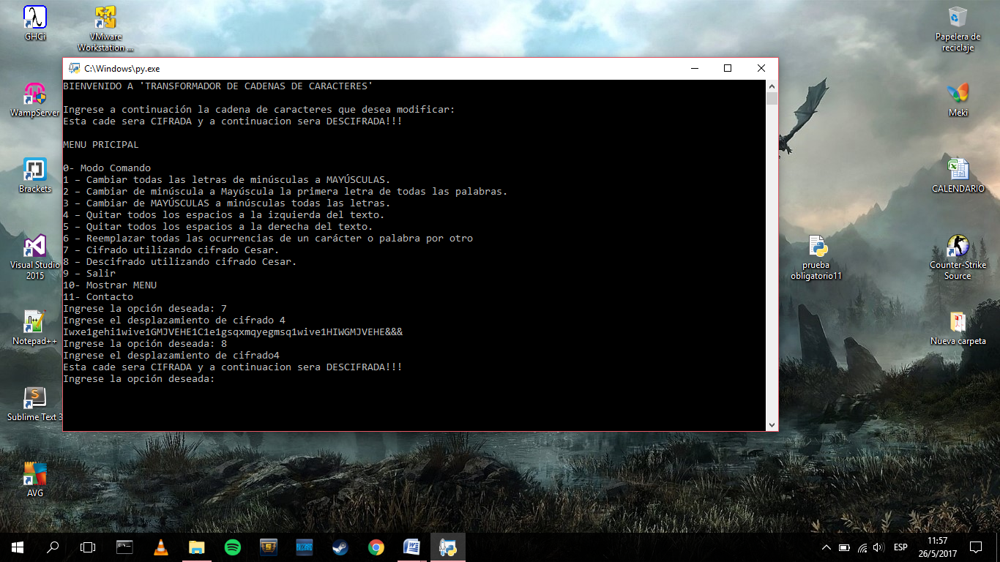 GHCi
VMware
Workstation ...
Papelera de
reciclaje
C:\Windows\py.exe
BIENVENIDO A 'TRANSFORMADOR DE CADENAS DE CARACTERES'
Ingrese a continuación la cadena de caracteres que desea modificar:
Esta cade sera CIFRADA y a continuacion sera DESCIFRADA!!!
MENU PRICIPAL
0- Modo Comando
1 – Cambiar todas las letras de minúsculas a MAYÚSCULAS.
2 – Cambiar de minúscula a Mayúscula la primera letra de todas las palabras.
3 – Cambiar de MAYÚSCULAS a minúsculas todas las letras.
4 – Quitar todos los espacios a la izquierda del texto.
5 – Quitar todos los espacios a la derecha del texto.
6 – Reemplazar todas las ocurrencias de un carácter o palabra por otro
7 – Cifrado utilizando cifrado Cesar.
8 – Descifrado utilizando cifrado Cesar.
9 – Salir
10- Mostrar MENU
11- Contacto
Ingrese la opción deseada: 7
Ingrese el desplazamiento de cifrado 4
Iwxe1gehi1wive1GMJVEHE1C1e1gsqxmqyegmsq1wive1HIWGMJVEHE&&&
Ingrese la opción deseada: 8
Ingrese el desplazamiento de cifrado4
Esta cade sera CIFRADA y a continuacion sera DESCIFRADA!!!
Ingrese la opción deseada:
WampServer
Brackets
Visual Studio
2015
Notepad++
Sublime Text 3
AVG
Meki
CALENDARIO
prueba
obligatorio11
Counter-Strike
Source
Nueva carpeta
ESP
11:57
26/5/2017